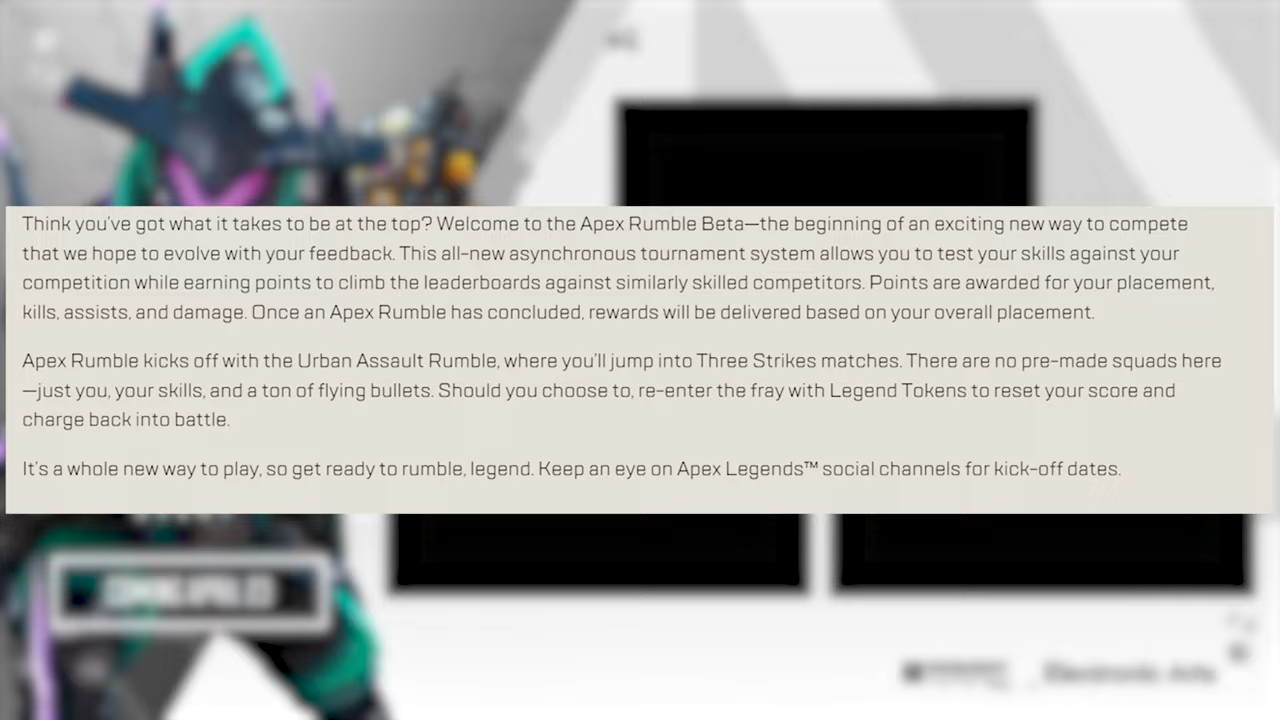 Think you've got what it takes to be at the top? Welcome to the Apex Rumble Beta—the beginning of an exciting new way to compete
that we hope to evolve with your feedback. This all-new asynchronous tournament system allows you to test your skills against your
competition while earning points to climb the leaderboards against similarly skilled competitors. Points are awarded for your placement,
kills, assists, and damage. Once an Apex Rumble has concluded, rewards will be delivered based on your overall placement.
Apex Rumble kicks off with the Urban Assault Rumble, where you'll jump into Three Strikes matches. There are no pre-made squads here
—just you, your skills, and a ton of flying bullets. Should you choose to, re-enter the fray with Legend Tokens to reset your score and
charge back into battle.
It's a whole new way to play, so get ready to rumble, legend. Keep an eye on Apex Legends™ social channels for kick-off dates.
Electronic Arts